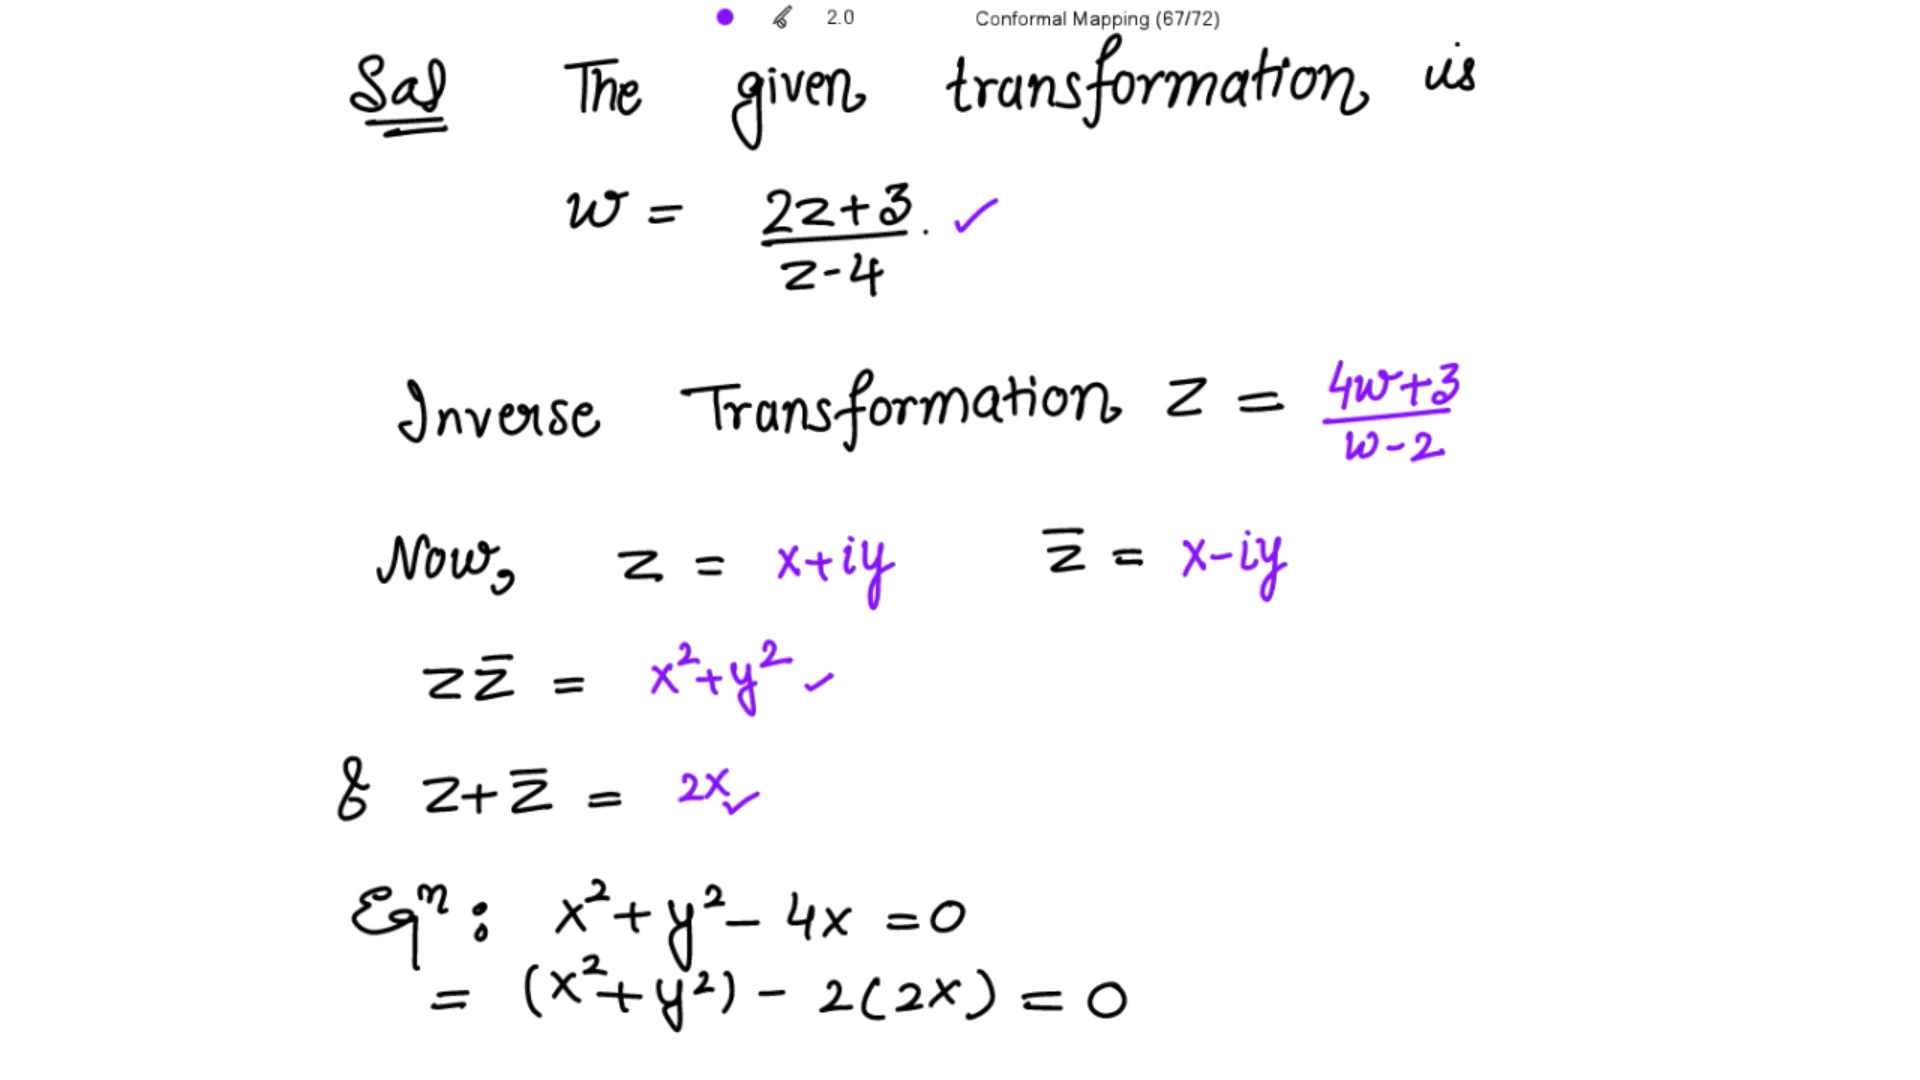 2.0 Conformal Mapping (67/72)
Sol The given transformation is
w = 2z+3 / z-4 . ✓
Inverse Transformation z = 4w+3 / w-2
Now, z = x+iy z̄ = x-iy
z z̄ = x²+y² ✓
& z+z̄ = 2x ✓
Eqⁿ : x²+y²- 4x = 0
= (x²+y²) - 2(2x) = 0